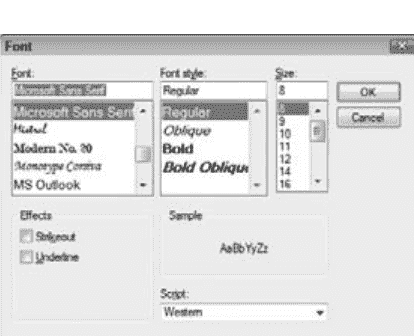 Font
Font:
Microsoft Sans Serif
Microsoft Sans Serif
Mistral
Modern No. 20
Monotype Corsiva
MS Outlook
Font style:
Regular
Regular
Oblique
Bold
Bold Oblique
Size:
8
8
9
10
11
12
14
16
OK
Cancel
Effects
Strikeout
Underline
Sample
AaBbYyZz
Script:
Western